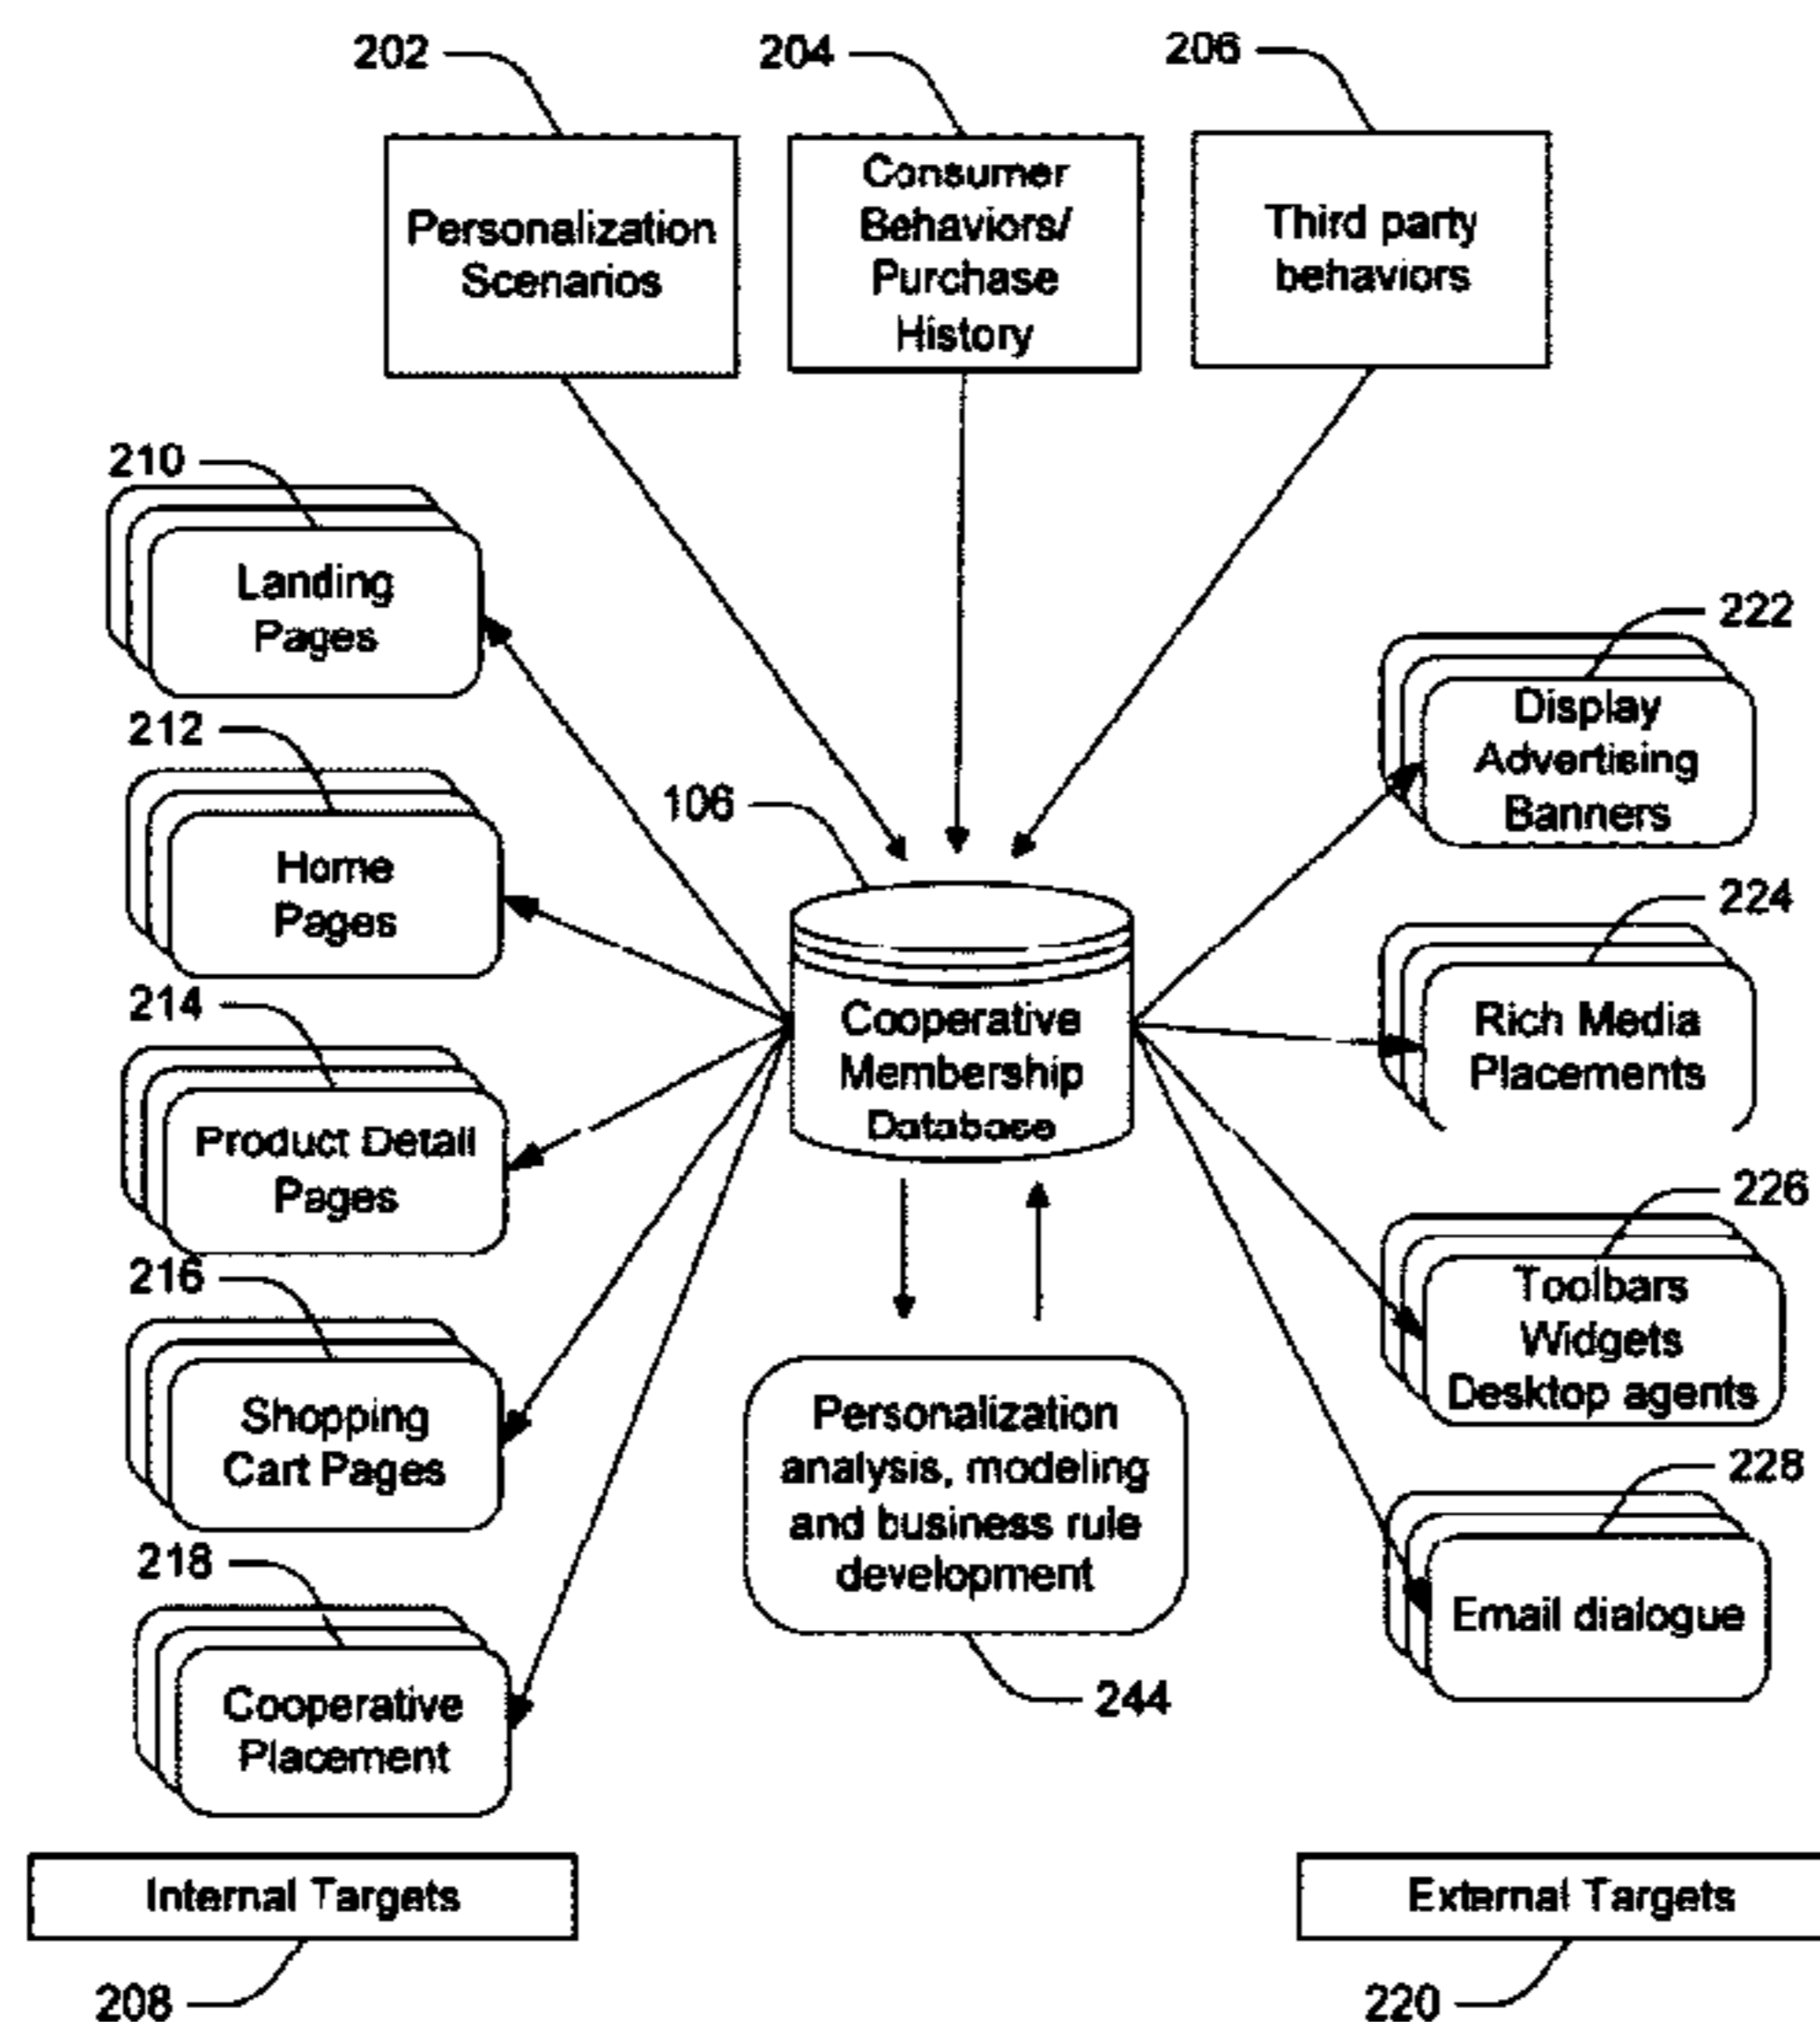 202
204
206
Personalization
Scenarios
Consumer
Behaviors/
Purchase
History
Third party
behaviors
210
Landing
Pages
212
Home
Pages
214
Product Detail
Pages
216
Shopping
Cart Pages
218
Cooperative
Placement
106
Cooperative
Membership
Database
Personalization
analysis, modeling
and business rule
development
244
222
Display
Advertising
Banners
224
Rich Media
Placements
226
Toolbars
Widgets
Desktop agents
228
Email dialogue
Internal Targets
208
External Targets
220